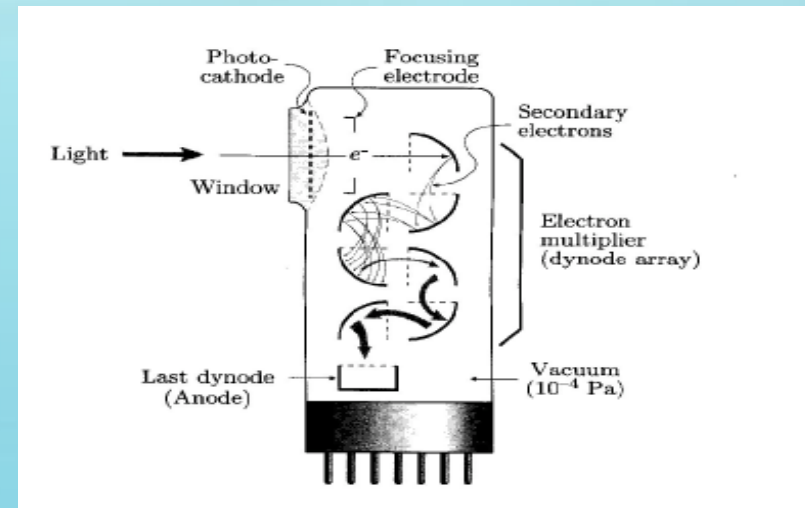 Photo-
cathode
Focusing
electrode
Secondary
electrons
Light
e⁻
Window
Electron
multiplier
(dynode array)
Last dynode
(Anode)
Vacuum
(10⁻⁴ Pa)